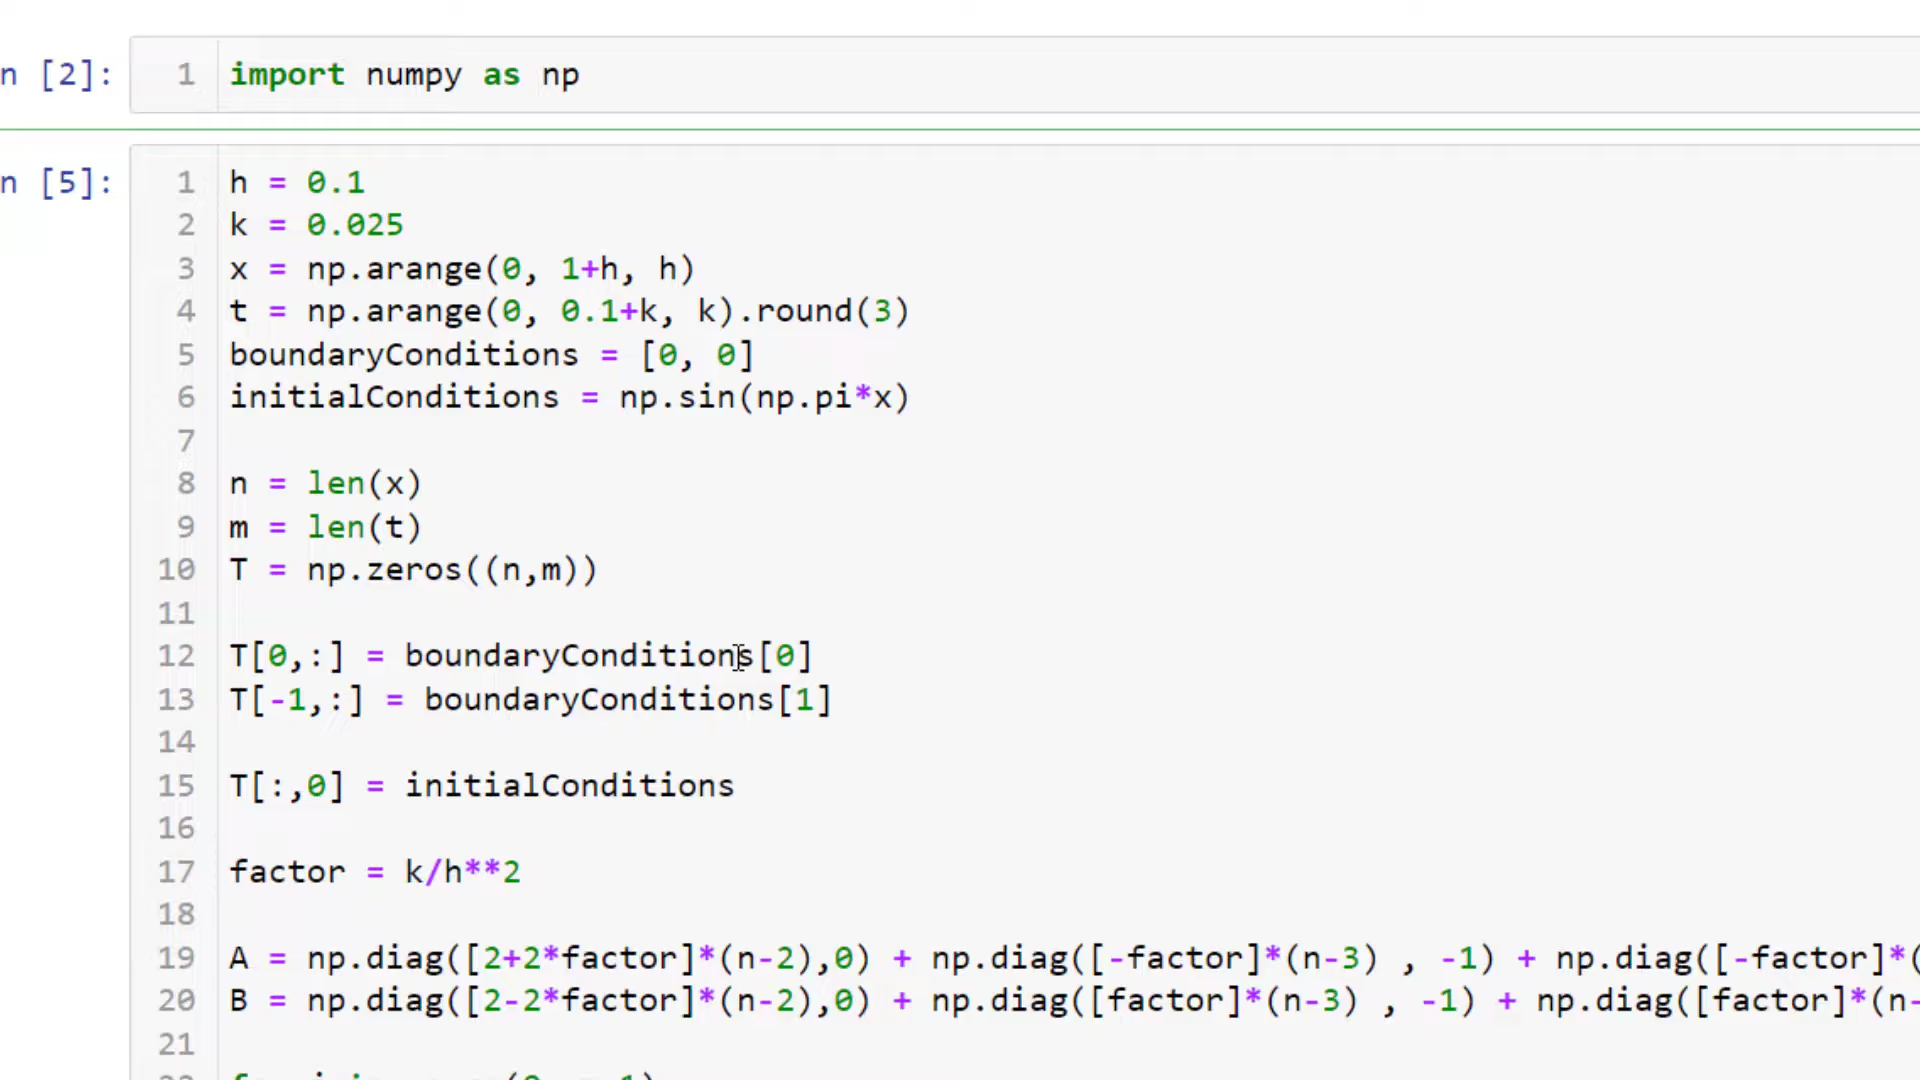 n [2]:
1 import numpy as np
n [5]:
1 h = 0.1
2 k = 0.025
3 x = np.arange(0, 1+h, h)
4 t = np.arange(0, 0.1+k, k).round(3)
5 boundaryConditions = [0, 0]
6 initialConditions = np.sin(np.pi*x)
7
8 n = len(x)
9 m = len(t)
10 T = np.zeros((n,m))
11
12 T[0,:] = boundaryConditions[0]
13 T[-1,:] = boundaryConditions[1]
14
15 T[:,0] = initialConditions
16
17 factor = k/h**2
18
19 A = np.diag([2+2*factor]*(n-2),0) + np.diag([-factor]*(n-3) , -1) + np.diag([-factor]*(
20 B = np.diag([2-2*factor]*(n-2),0) + np.diag([factor]*(n-3) , -1) + np.diag([factor]*(n-
21